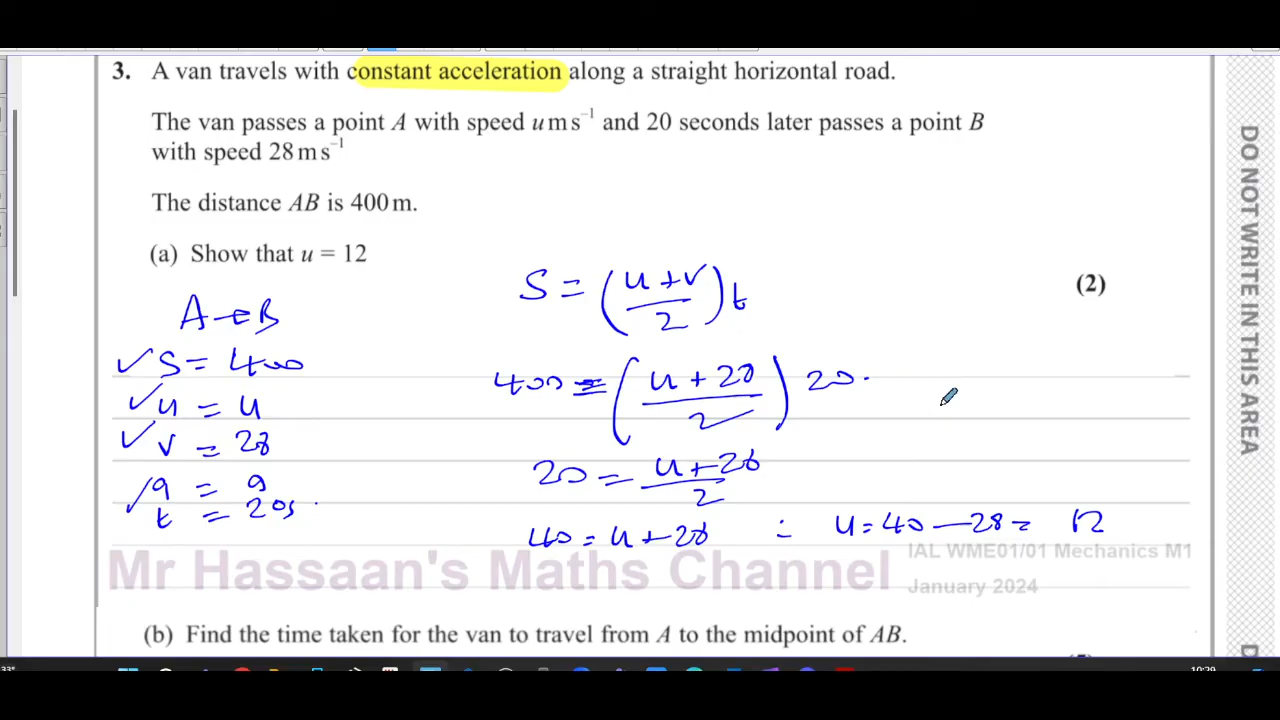 3. A van travels with constant acceleration along a straight horizontal road.
The van passes a point A with speed u m s⁻¹ and 20 seconds later passes a point B
with speed 28 m s⁻¹
The distance AB is 400 m.
(a) Show that u = 12
(2)
A → B
✓ S = 400
✓ u = u
✓ v = 28
✓ a = a
t = 20s.
S = (u+v/2) t
400 = (u+28/2) 20.
20 = u+28/2
40 = u+28 ∴ u = 40 - 28 = 12
Mr Hassaan's Maths Channel
IAL WME01/01 Mechanics M1
January 2024
(b) Find the time taken for the van to travel from A to the midpoint of AB.
DO NOT WRITE IN THIS AREA
33°
10:29